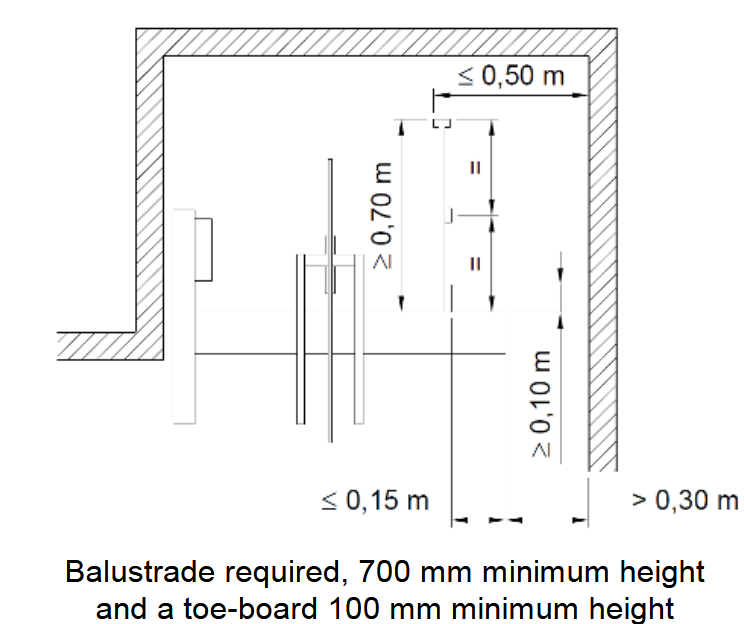 ≤ 0,50 m
≥ 0,70 m
=
=
≥ 0,10 m
≤ 0,15 m
> 0,30 m
Balustrade required, 700 mm minimum height
and a toe-board 100 mm minimum height